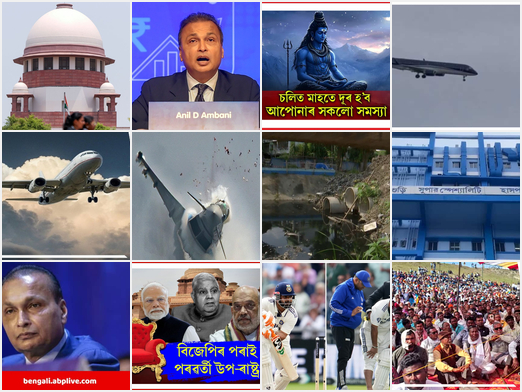 Anil D Ambani
চলিত মাহতে দূৰ হ'ব
আপোনাৰ সকলো সমস্যা
সুপার স্পেশ্যালিটি
bengali.abplive.com
বিজেপিৰ পৰাই
পৰৱৰ্তী উপ-ৰাষ্ট্ৰ